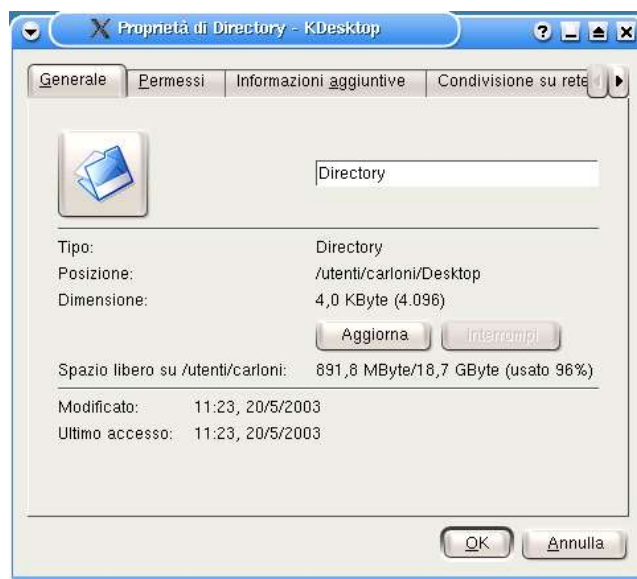 Proprietà di Directory - KDesktop
Generale Permessi Informazioni aggiuntive Condivisione su rete
Directory
Tipo: Directory
Posizione: /utenti/carloni/Desktop
Dimensione: 4,0 KByte (4.096)
Aggiorna Interrompi
Spazio libero su /utenti/carloni: 891,8 MByte/18,7 GByte (usato 96%)
Modificato: 11:23, 20/5/2003
Ultimo accesso: 11:23, 20/5/2003
OK Annulla